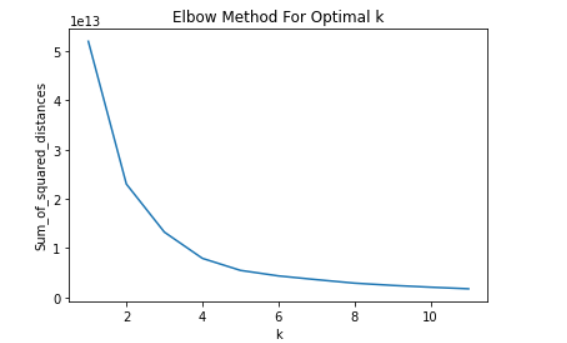 Elbow Method For Optimal k
1e13
5
4
3
2
1
0
Sum_of_squared_distances
2 4 6 8 10
k